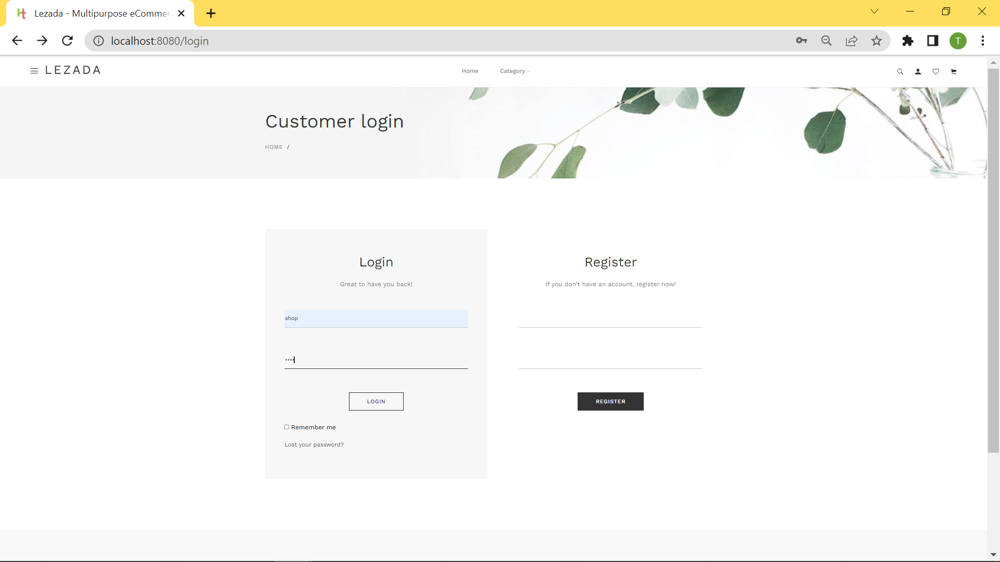 Lezada - Multipurpose eCommer
localhost:8080/login
T
LEZADA
Home
Category
Customer login
HOME /
Login
Great to have you back!
shop
••••
LOGIN
Remember me
Lost your password?
Register
If you don't have an account, register now!
REGISTER